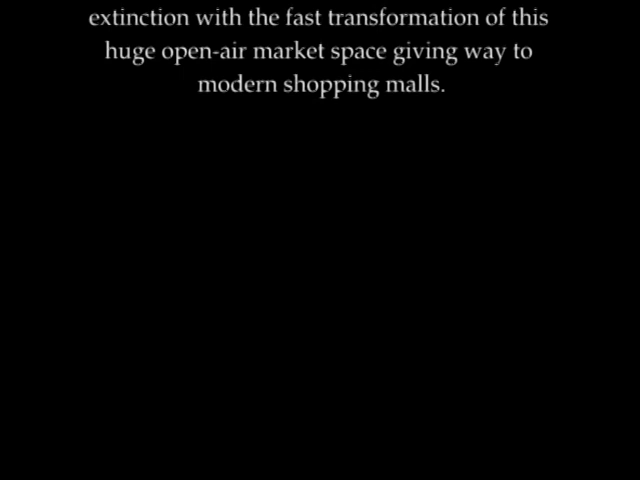 extinction with the fast transformation of this
huge open-air market space giving way to
modern shopping malls.